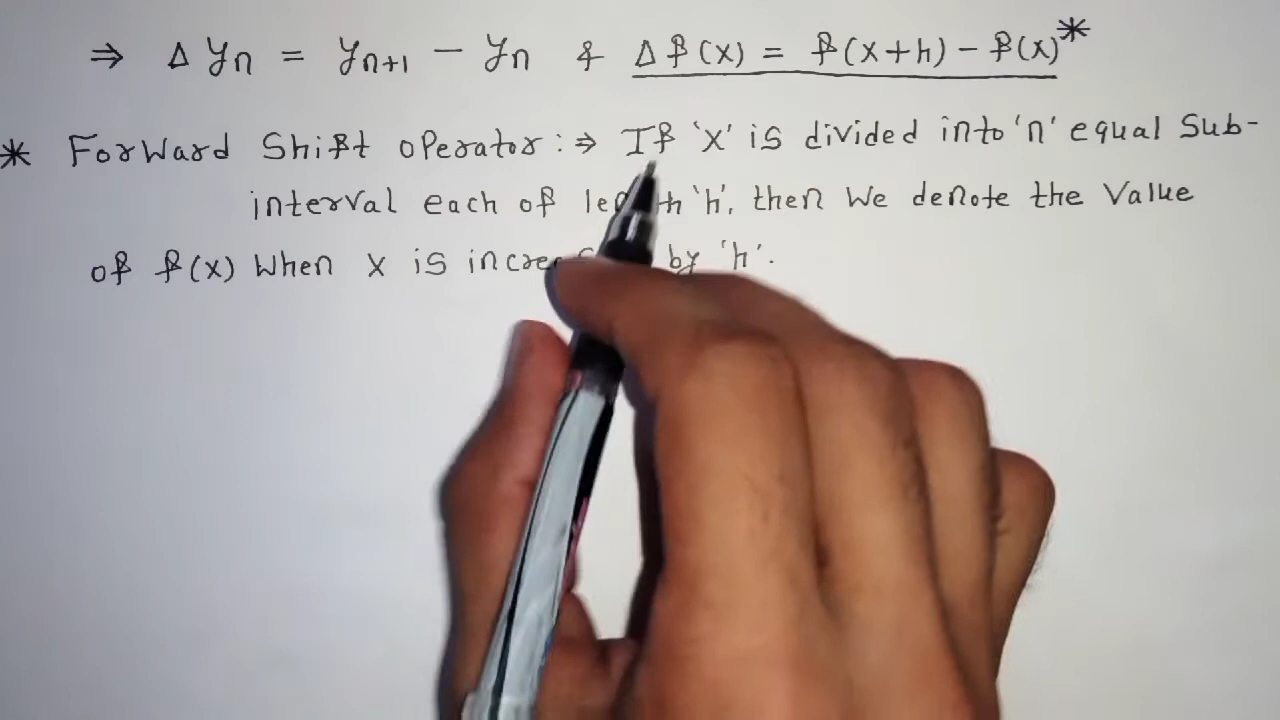 ⇒ Δ yn = yn+1 − yn & Δ f(x) = f(x+h) − f(x)*
* Forward Shift operator :⇒ If 'x' is divided into 'n' equal Sub-
interval each of 'h', then we denote the Value
of f(x) when x is by 'h'.